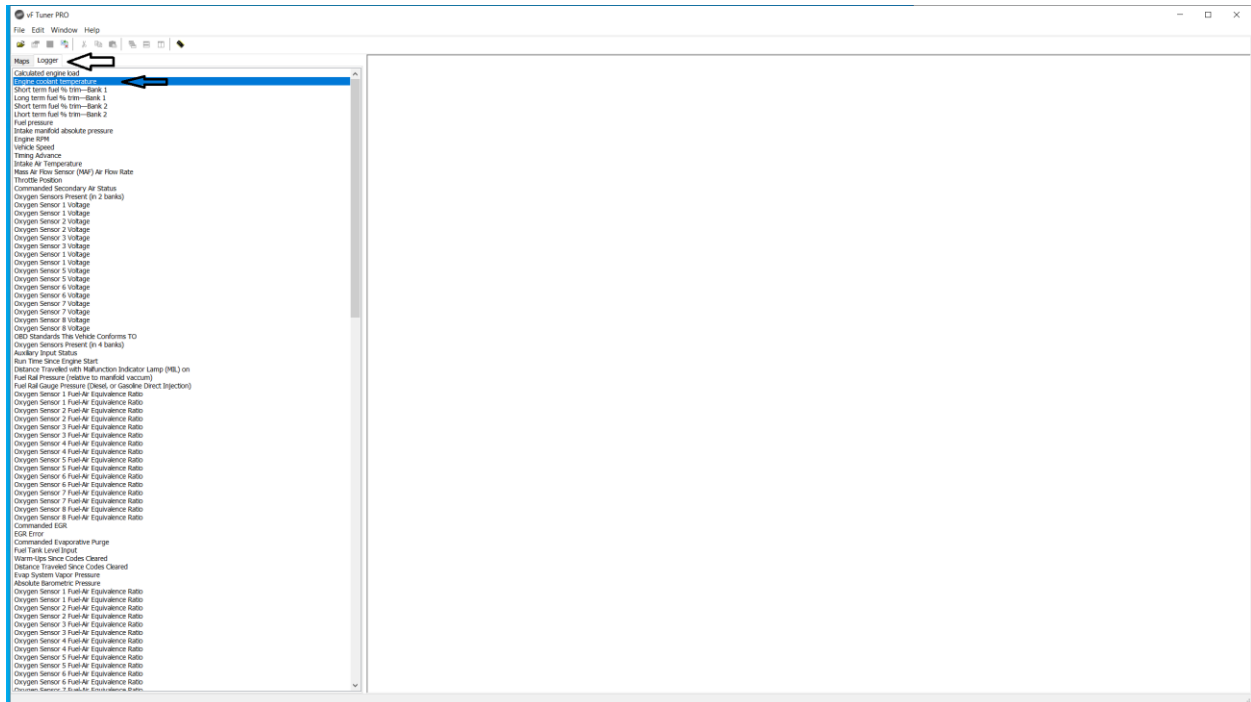 vF Tuner PRO
File Edit Window Help
Maps Logger
Calculated engine load
Engine coolant temperature
Short term fuel % trim—Bank 1
Long term fuel % trim—Bank 1
Short term fuel % trim—Bank 2
Lhort term fuel % trim—Bank 2
Fuel pressure
Intake manifold absolute pressure
Engine RPM
Vehicle Speed
Timing Advance
Intake Air Temperature
Mass Air Flow Sensor (MAF) Air Flow Rate
Throttle Position
Commanded Secondary Air Status
Oxygen Sensors Present (in 2 banks)
Oxygen Sensor 1 Voltage
Oxygen Sensor 1 Voltage
Oxygen Sensor 2 Voltage
Oxygen Sensor 2 Voltage
Oxygen Sensor 3 Voltage
Oxygen Sensor 3 Voltage
Oxygen Sensor 1 Voltage
Oxygen Sensor 1 Voltage
Oxygen Sensor 5 Voltage
Oxygen Sensor 5 Voltage
Oxygen Sensor 6 Voltage
Oxygen Sensor 6 Voltage
Oxygen Sensor 7 Voltage
Oxygen Sensor 7 Voltage
Oxygen Sensor 8 Voltage
Oxygen Sensor 8 Voltage
OBD Standards This Vehicle Conforms TO
Oxygen Sensors Present (in 4 banks)
Auxiliary Input Status
Run Time Since Engine Start
Distance Travelled with Malfunction Indicator Lamp (MIL) on
Fuel Rail Pressure (relative to manifold vaccum)
Fuel Rail Gauge Pressure (Diesel, or Gasoline Direct Injection)
Oxygen Sensor 1 Fuel-Air Equivalence Ratio
Oxygen Sensor 1 Fuel-Air Equivalence Ratio
Oxygen Sensor 2 Fuel-Air Equivalence Ratio
Oxygen Sensor 2 Fuel-Air Equivalence Ratio
Oxygen Sensor 3 Fuel-Air Equivalence Ratio
Oxygen Sensor 3 Fuel-Air Equivalence Ratio
Oxygen Sensor 4 Fuel-Air Equivalence Ratio
Oxygen Sensor 4 Fuel-Air Equivalence Ratio
Oxygen Sensor 5 Fuel-Air Equivalence Ratio
Oxygen Sensor 5 Fuel-Air Equivalence Ratio
Oxygen Sensor 6 Fuel-Air Equivalence Ratio
Oxygen Sensor 6 Fuel-Air Equivalence Ratio
Oxygen Sensor 7 Fuel-Air Equivalence Ratio
Oxygen Sensor 7 Fuel-Air Equivalence Ratio
Oxygen Sensor 8 Fuel-Air Equivalence Ratio
Oxygen Sensor 8 Fuel-Air Equivalence Ratio
Commanded EGR
EGR Error
Commanded Evaporative Purge
Fuel Tank Level Input
Warm-Ups Since Codes Cleared
Distance Traveled Since Codes Cleared
Evap System Vapor Pressure
Absolute Barometric Pressure
Oxygen Sensor 1 Fuel-Air Equivalence Ratio
Oxygen Sensor 1 Fuel-Air Equivalence Ratio
Oxygen Sensor 2 Fuel-Air Equivalence Ratio
Oxygen Sensor 2 Fuel-Air Equivalence Ratio
Oxygen Sensor 3 Fuel-Air Equivalence Ratio
Oxygen Sensor 3 Fuel-Air Equivalence Ratio
Oxygen Sensor 4 Fuel-Air Equivalence Ratio
Oxygen Sensor 4 Fuel-Air Equivalence Ratio
Oxygen Sensor 5 Fuel-Air Equivalence Ratio
Oxygen Sensor 5 Fuel-Air Equivalence Ratio
Oxygen Sensor 6 Fuel-Air Equivalence Ratio
Oxygen Sensor 6 Fuel-Air Equivalence Ratio
Oxygen Sensor 7 Fuel-Air Equivalence Ratio